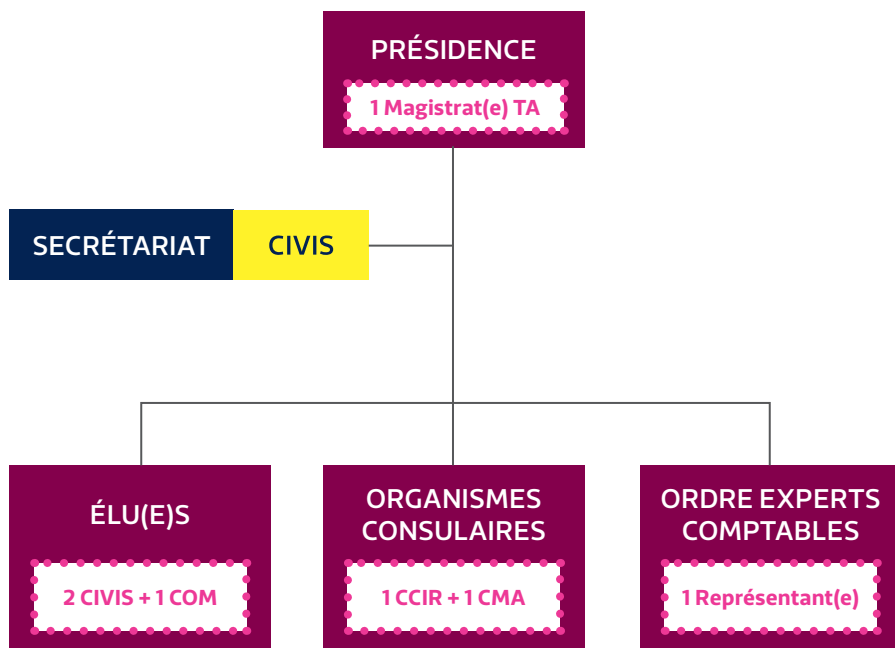 PRÉSIDENCE
1 Magistrat(e) TA
SECRÉTARIAT CIVIS
ÉLU(E)S
2 CIVIS + 1 COM
ORGANISMES
CONSULAIRES
1 CCIR + 1 CMA
ORDRE EXPERTS
COMPTABLES
1 Représentant(e)